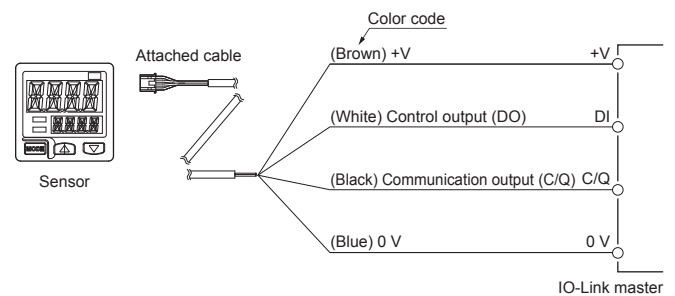 Color code
Attached cable
(Brown) +V +V
(White) Control output (DO) DI
MODE
Sensor
(Black) Communication output (C/Q) C/Q
(Blue) 0 V 0 V
IO-Link master